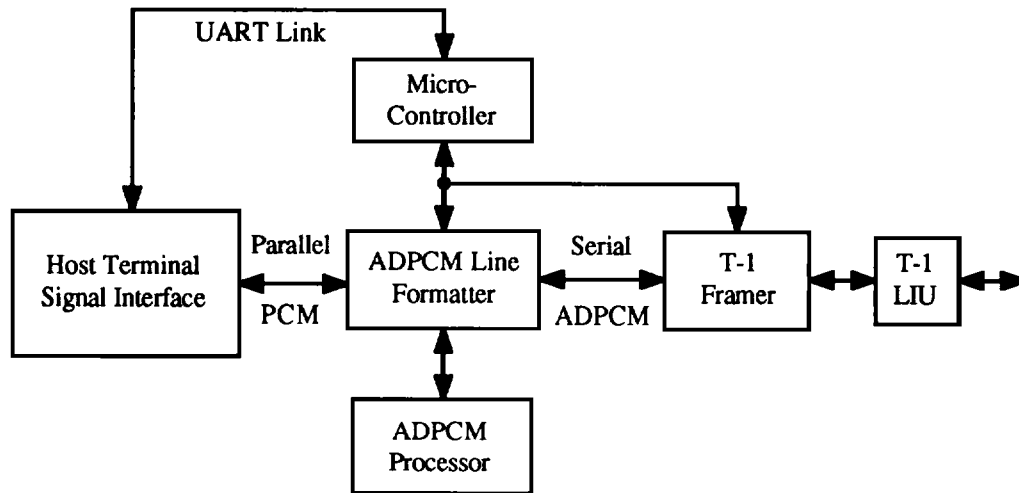 UART Link
Micro-
Controller
Host Terminal
Signal Interface
Parallel
PCM
ADPCM Line
Formatter
Serial
ADPCM
T-1
Framer
T-1
LIU
ADPCM
Processor